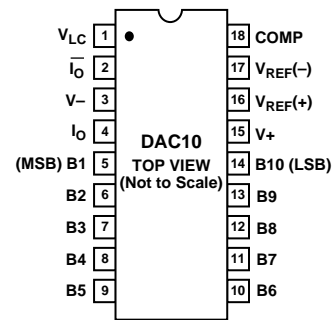 VLC 1 18 COMP
I̅O̅ 2 17 VREF(–)
V– 3 16 VREF(+)
IO 4 15 V+
DAC10
(MSB) B1 5 14 B10 (LSB)
TOP VIEW
(Not to Scale)
B2 6 13 B9
B3 7 12 B8
B4 8 11 B7
B5 9 10 B6